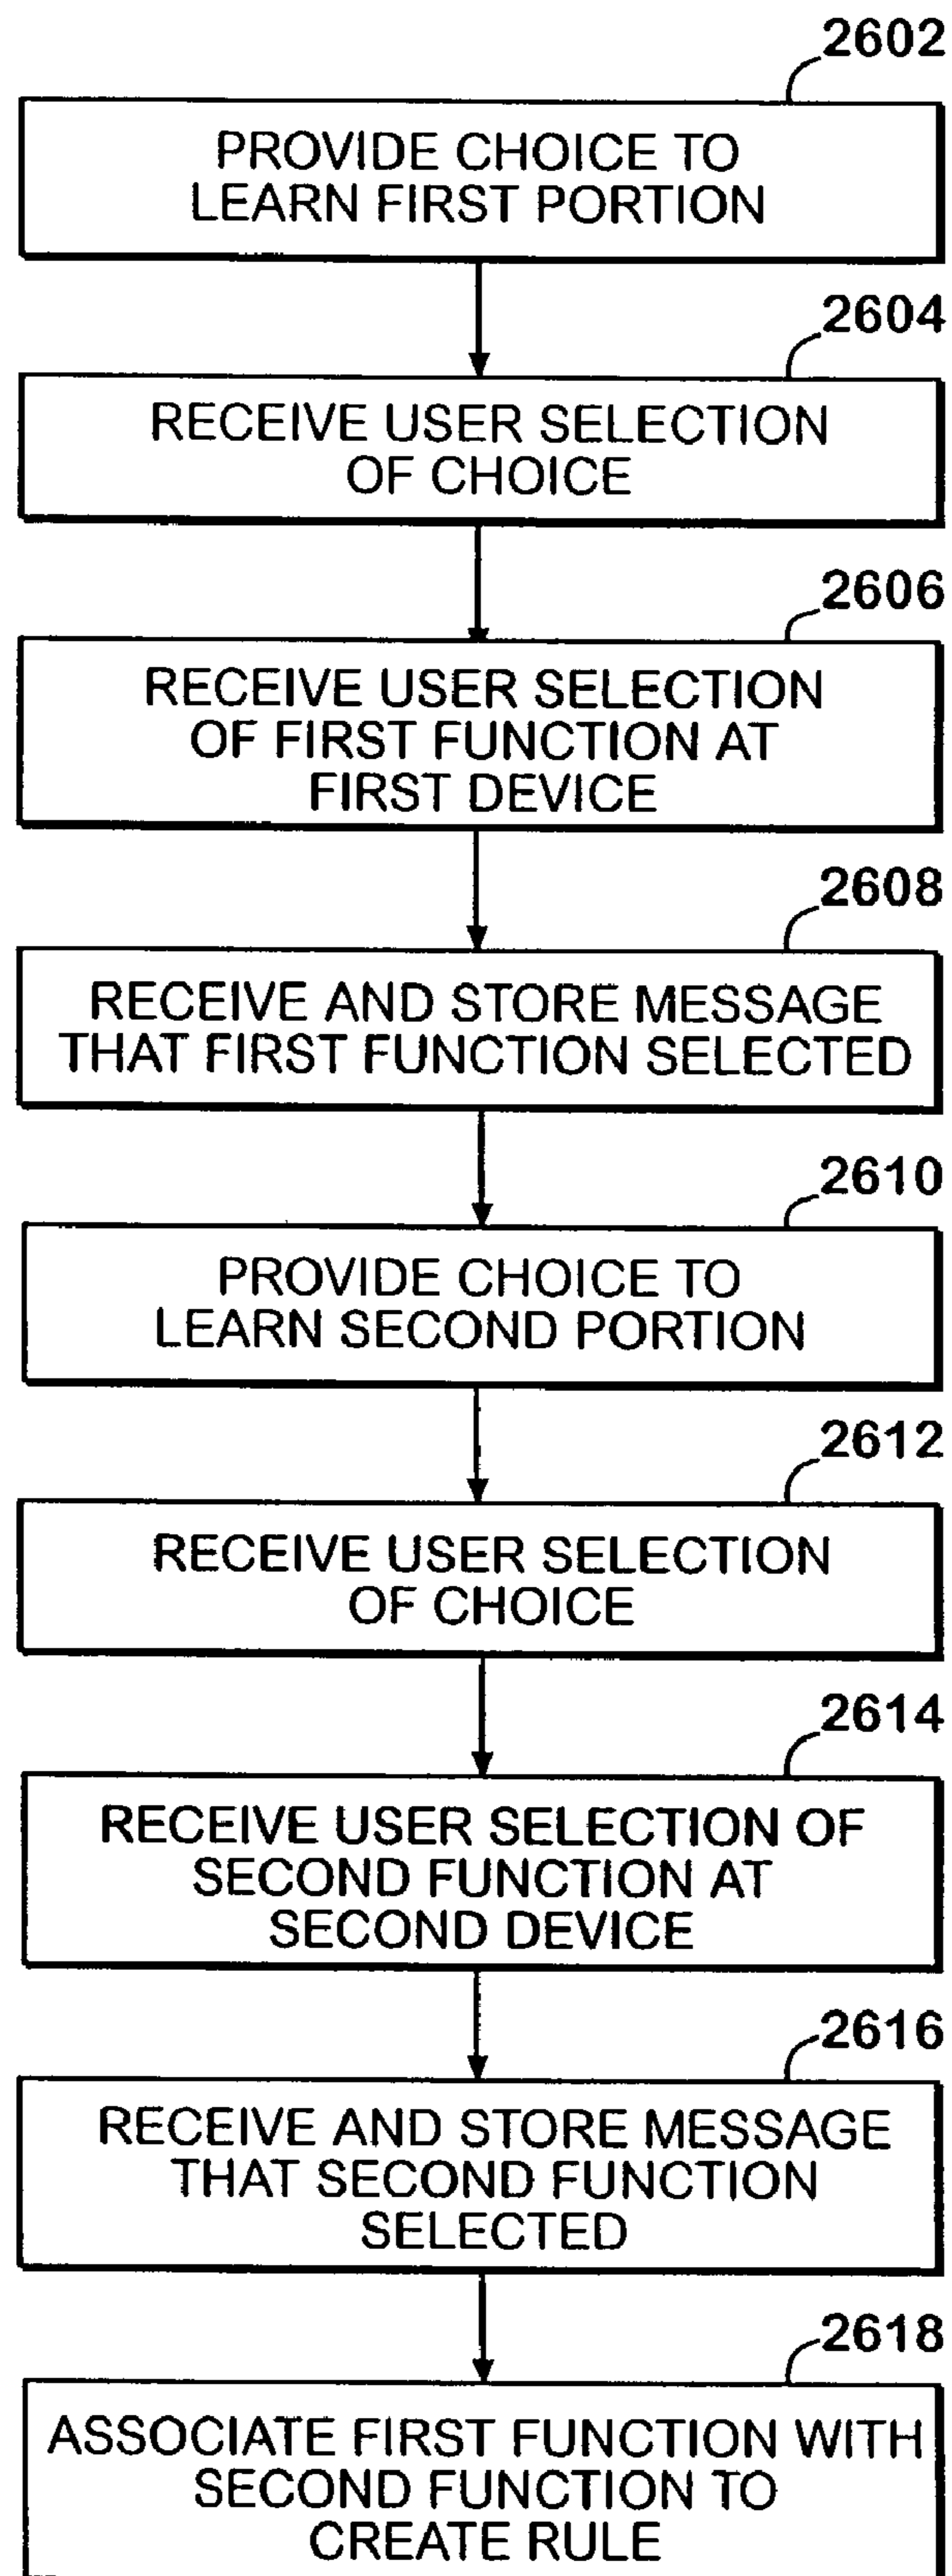 2602
PROVIDE CHOICE TO
LEARN FIRST PORTION
2604
RECEIVE USER SELECTION
OF CHOICE
2606
RECEIVE USER SELECTION
OF FIRST FUNCTION AT
FIRST DEVICE
2608
RECEIVE AND STORE MESSAGE
THAT FIRST FUNCTION SELECTED
2610
PROVIDE CHOICE TO
LEARN SECOND PORTION
2612
RECEIVE USER SELECTION
OF CHOICE
2614
RECEIVE USER SELECTION OF
SECOND FUNCTION AT
SECOND DEVICE
2616
RECEIVE AND STORE MESSAGE
THAT SECOND FUNCTION
SELECTED
2618
ASSOCIATE FIRST FUNCTION WITH
SECOND FUNCTION TO
CREATE RULE